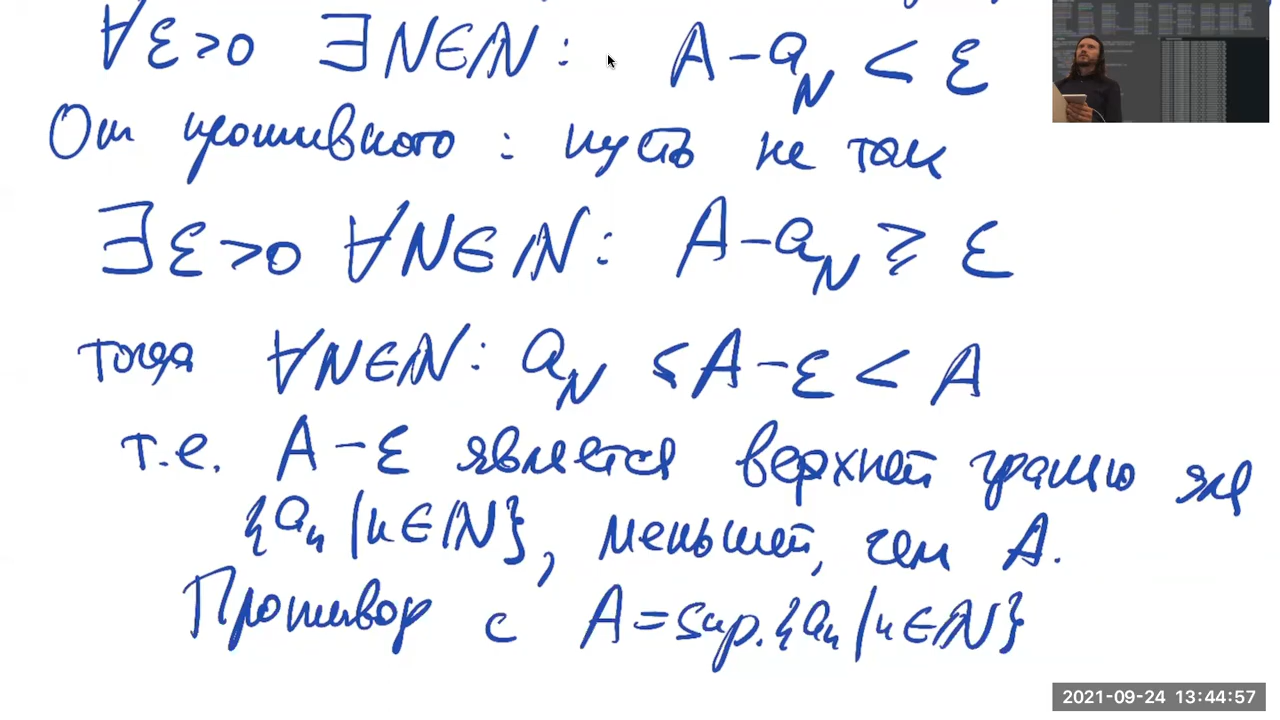 ∀ε>0 ∃N∈ℕ: A-a_N < ε
От противного: пусть не так
∃ε>0 ∀N∈ℕ: A-a_N ≥ ε
тогда ∀N∈ℕ: a_N ≤ A-ε < A
т.е. A-ε является верхней гранью для
{a_n | n∈ℕ}, меньшей, чем A.
Противор с A = sup.{a_n | n∈ℕ}
2021-09-24 13:44:57